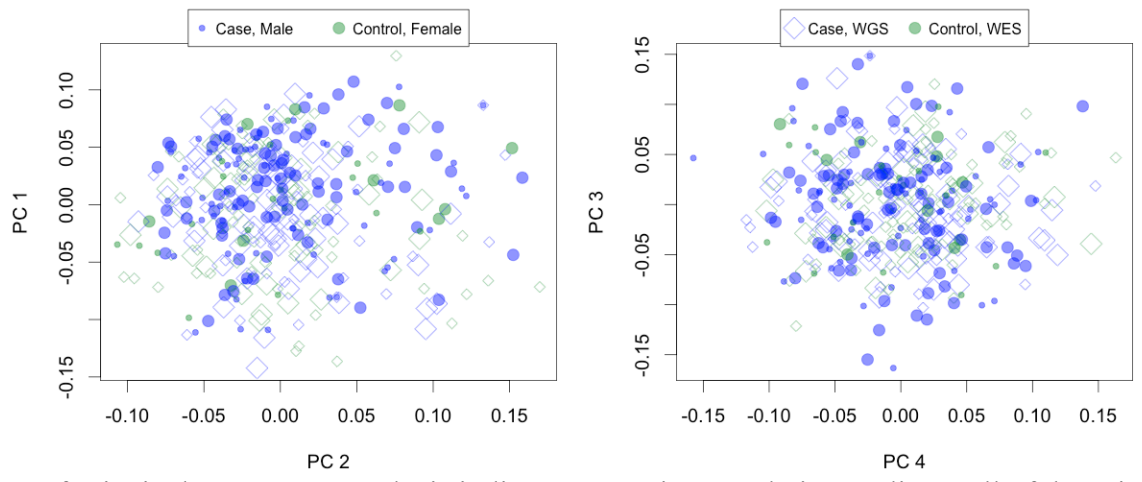 Case, Male Control, Female
PC 1
0.10
0.05
0.00
-0.05
-0.15
-0.10 -0.05 0.00 0.05 0.10 0.15
PC 2
Case, WGS Control, WES
PC 3
0.15
0.05
-0.05
-0.15
-0.15 -0.10 -0.05 0.00 0.05 0.10 0.15
PC 4